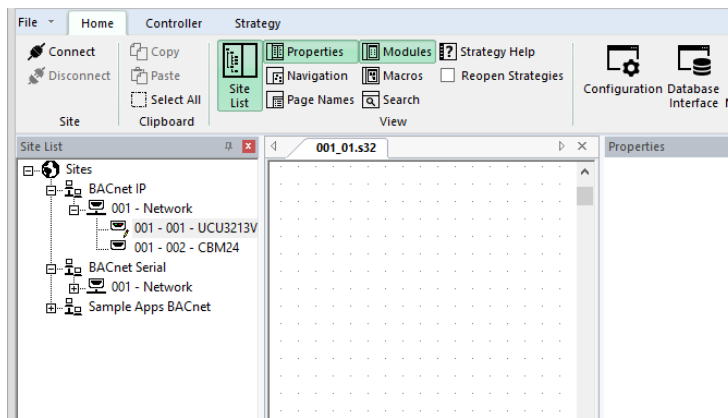 File
Home
Controller
Strategy
Connect
Disconnect
Site
Copy
Paste
Select All
Clipboard
Site
List
Properties
Navigation
Page Names
Modules
Macros
Search
Strategy Help
Reopen Strategies
View
Configuration
Database
Interface
Site List
001_01.s32
Properties
Sites
BACnet IP
001 - Network
001 - 001 - UCU3213V
001 - 002 - CBM24
BACnet Serial
001 - Network
Sample Apps BACnet